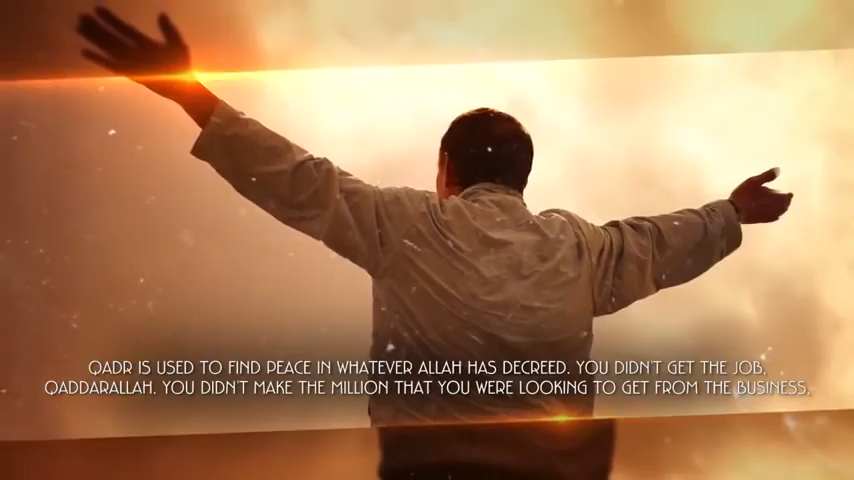 QADR IS USED TO FIND PEACE IN WHATEVER ALLAH HAS DECREED. YOU DIDN'T GET THE JOB,
QADDARALLAH. YOU DIDN'T MAKE THE MILLION THAT YOU WERE LOOKING TO GET FROM THE BUSINESS,